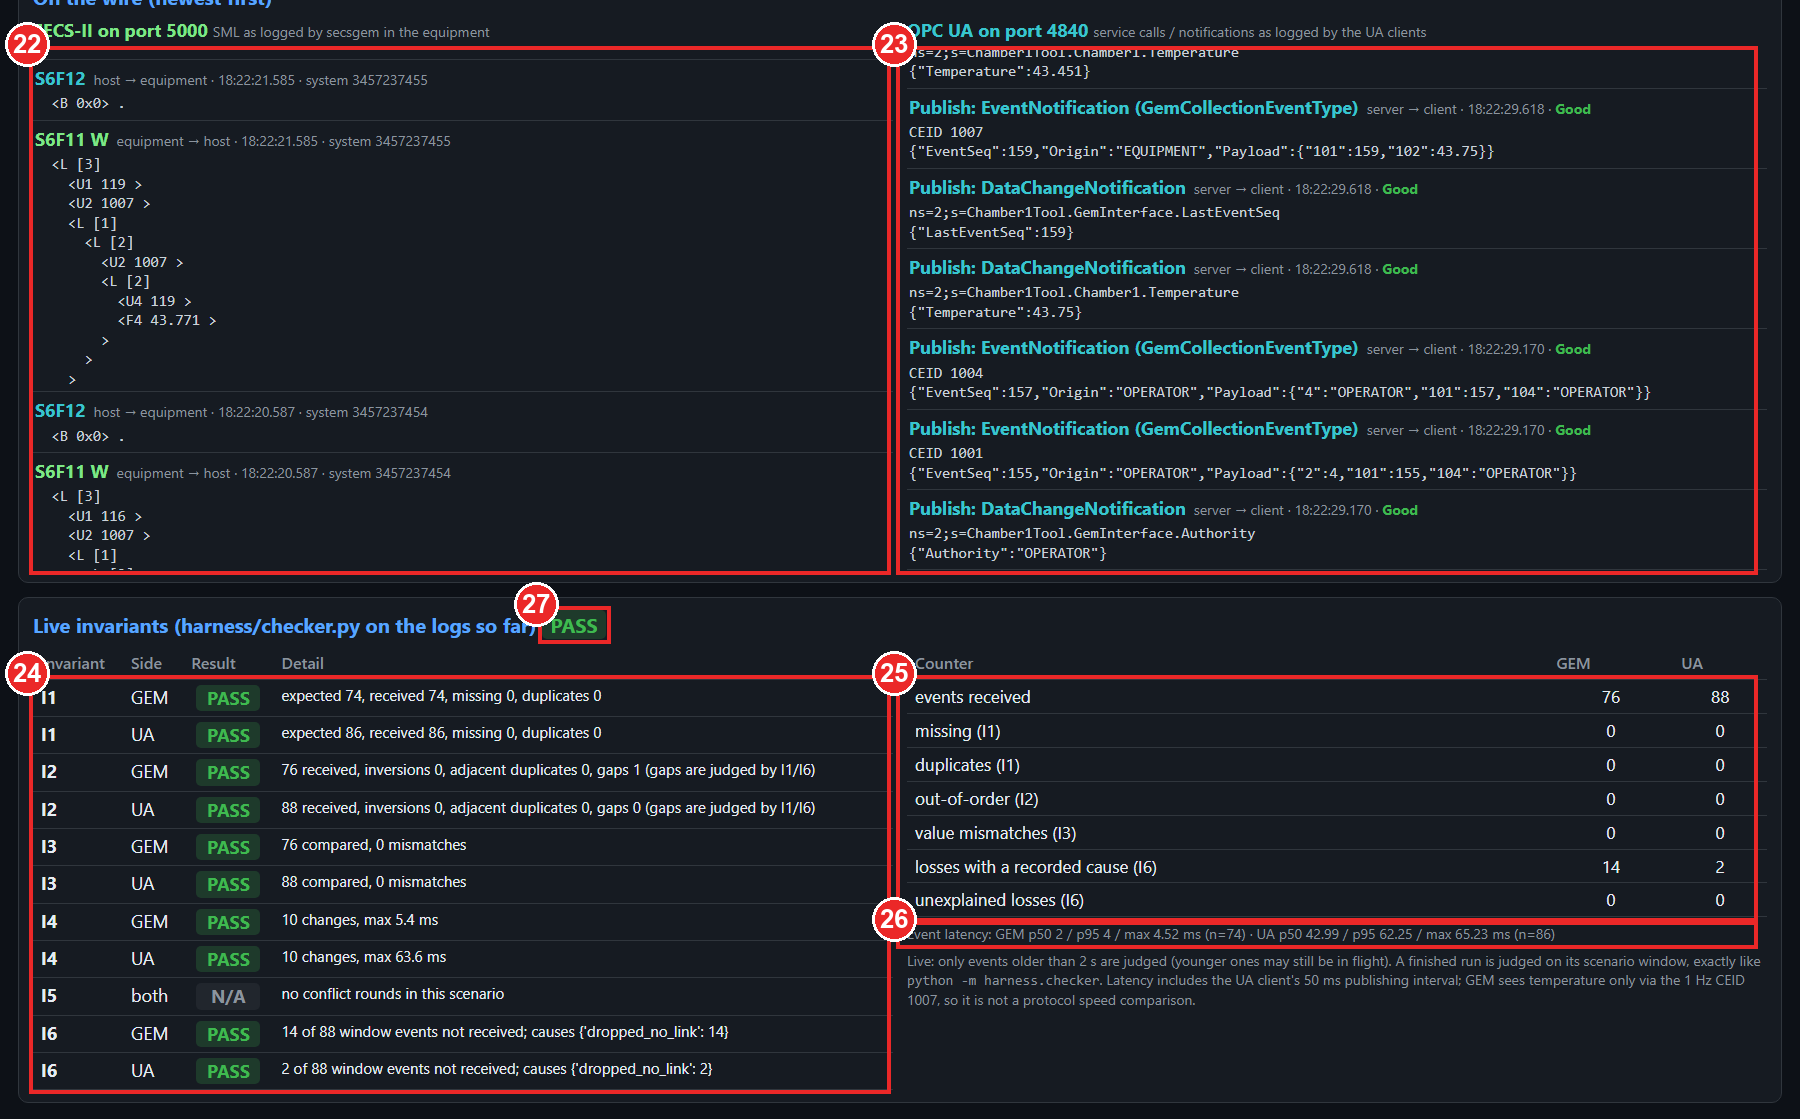 On the wire (newest first)
ECS-II on port 5000 SML as logged by secsgem in the equipment
22
S6F12 host → equipment · 18:22:21.585 · system 3457237455
<B 0x0> .
S6F11 W equipment → host · 18:22:21.585 · system 3457237455
<L [3]
<U1 119 >
<U2 1007 >
<L [1]
<L [2]
<U2 1007 >
<L [2]
<U4 119 >
<F4 43.771 >
>
>
>
S6F12 host → equipment · 18:22:20.587 · system 3457237454
<B 0x0> .
S6F11 W equipment → host · 18:22:20.587 · system 3457237454
<L [3]
<U1 116 >
<U2 1007 >
<L [1]
OPC UA on port 4840 service calls / notifications as logged by the UA clients
23
ns=2;s=Chamber1Tool.Chamber1.Temperature
{"Temperature":43.451}
Publish: EventNotification (GemCollectionEventType) server → client · 18:22:29.618 · Good
CEID 1007
{"EventSeq":159,"Origin":"EQUIPMENT","Payload":{"101":159,"102":43.75}}
Publish: DataChangeNotification server → client · 18:22:29.618 · Good
ns=2;s=Chamber1Tool.GemInterface.LastEventSeq
{"LastEventSeq":159}
Publish: DataChangeNotification server → client · 18:22:29.618 · Good
ns=2;s=Chamber1Tool.Chamber1.Temperature
{"Temperature":43.75}
Publish: EventNotification (GemCollectionEventType) server → client · 18:22:29.170 · Good
CEID 1004
{"EventSeq":157,"Origin":"OPERATOR","Payload":{"4":"OPERATOR","101":157,"104":"OPERATOR"}}
Publish: EventNotification (GemCollectionEventType) server → client · 18:22:29.170 · Good
CEID 1001
{"EventSeq":155,"Origin":"OPERATOR","Payload":{"2":4,"101":155,"104":"OPERATOR"}}
Publish: DataChangeNotification server → client · 18:22:29.170 · Good
ns=2;s=Chamber1Tool.GemInterface.Authority
{"Authority":"OPERATOR"}
27
Live invariants (harness/checker.py on the logs so far) PASS
24
nvariant Side Result Detail
I1 GEM PASS expected 74, received 74, missing 0, duplicates 0
I1 UA PASS expected 86, received 86, missing 0, duplicates 0
I2 GEM PASS 76 received, inversions 0, adjacent duplicates 0, gaps 1 (gaps are judged by I1/I6)
I2 UA PASS 88 received, inversions 0, adjacent duplicates 0, gaps 0 (gaps are judged by I1/I6)
I3 GEM PASS 76 compared, 0 mismatches
I3 UA PASS 88 compared, 0 mismatches
I4 GEM PASS 10 changes, max 5.4 ms
I4 UA PASS 10 changes, max 63.6 ms
I5 both N/A no conflict rounds in this scenario
I6 GEM PASS 14 of 88 window events not received; causes {'dropped_no_link': 14}
I6 UA PASS 2 of 88 window events not received; causes {'dropped_no_link': 2}
25
Counter GEM UA
events received 76 88
missing (I1) 0 0
duplicates (I1) 0 0
out-of-order (I2) 0 0
value mismatches (I3) 0 0
losses with a recorded cause (I6) 14 2
unexplained losses (I6) 0 0
26
Event latency: GEM p50 2 / p95 4 / max 4.52 ms (n=74) · UA p50 42.99 / p95 62.25 / max 65.23 ms (n=86)
Live: only events older than 2 s are judged (younger ones may still be in flight). A finished run is judged on its scenario window, exactly like
python -m harness.checker. Latency includes the UA client's 50 ms publishing interval; GEM sees temperature only via the 1 Hz CEID
1007, so it is not a protocol speed comparison.